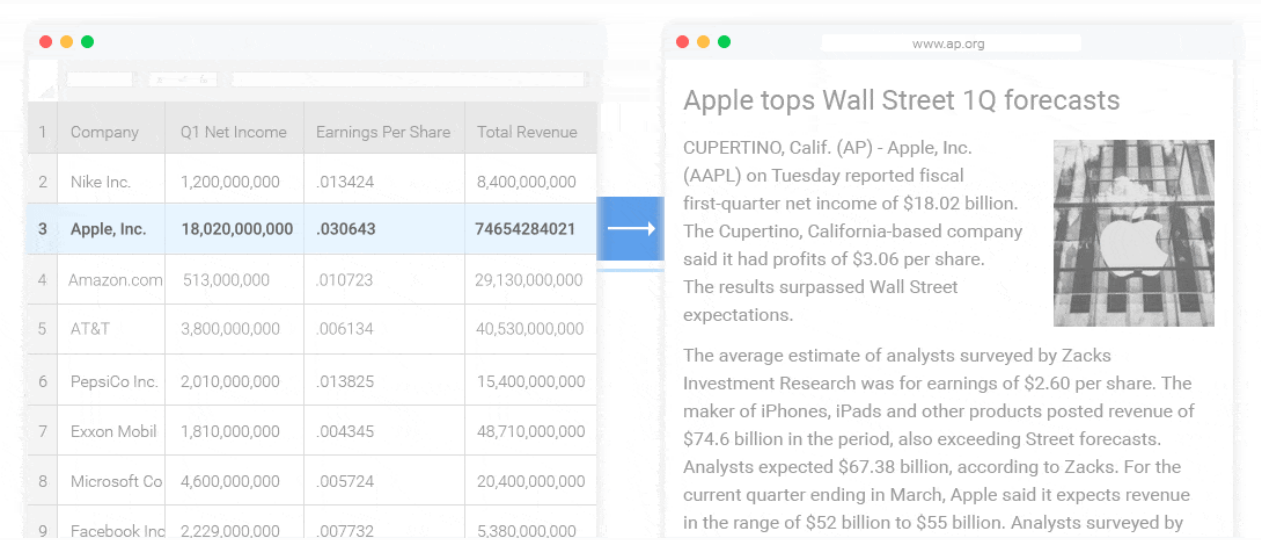 1 Company Q1 Net Income Earnings Per Share Total Revenue
2 Nike Inc. 1,200,000,000 .013424 8,400,000,000
3 Apple, Inc. 18,020,000,000 .030643 74654284021
4 Amazon.com 513,000,000 .010723 29,130,000,000
5 AT&T 3,800,000,000 .006134 40,530,000,000
6 PepsiCo Inc. 2,010,000,000 .013825 15,400,000,000
7 Exxon Mobil 1,810,000,000 .004345 48,710,000,000
8 Microsoft Co 4,600,000,000 .005724 20,400,000,000
9 Facebook Inc 2,229,000,000 .007732 5,380,000,000
www.ap.org
Apple tops Wall Street 1Q forecasts
CUPERTINO, Calif. (AP) - Apple, Inc.
(AAPL) on Tuesday reported fiscal
first-quarter net income of $18.02 billion.
The Cupertino, California-based company
said it had profits of $3.06 per share.
The results surpassed Wall Street
expectations.
The average estimate of analysts surveyed by Zacks
Investment Research was for earnings of $2.60 per share. The
maker of iPhones, iPads and other products posted revenue of
$74.6 billion in the period, also exceeding Street forecasts.
Analysts expected $67.38 billion, according to Zacks. For the
current quarter ending in March, Apple said it expects revenue
in the range of $52 billion to $55 billion. Analysts surveyed by